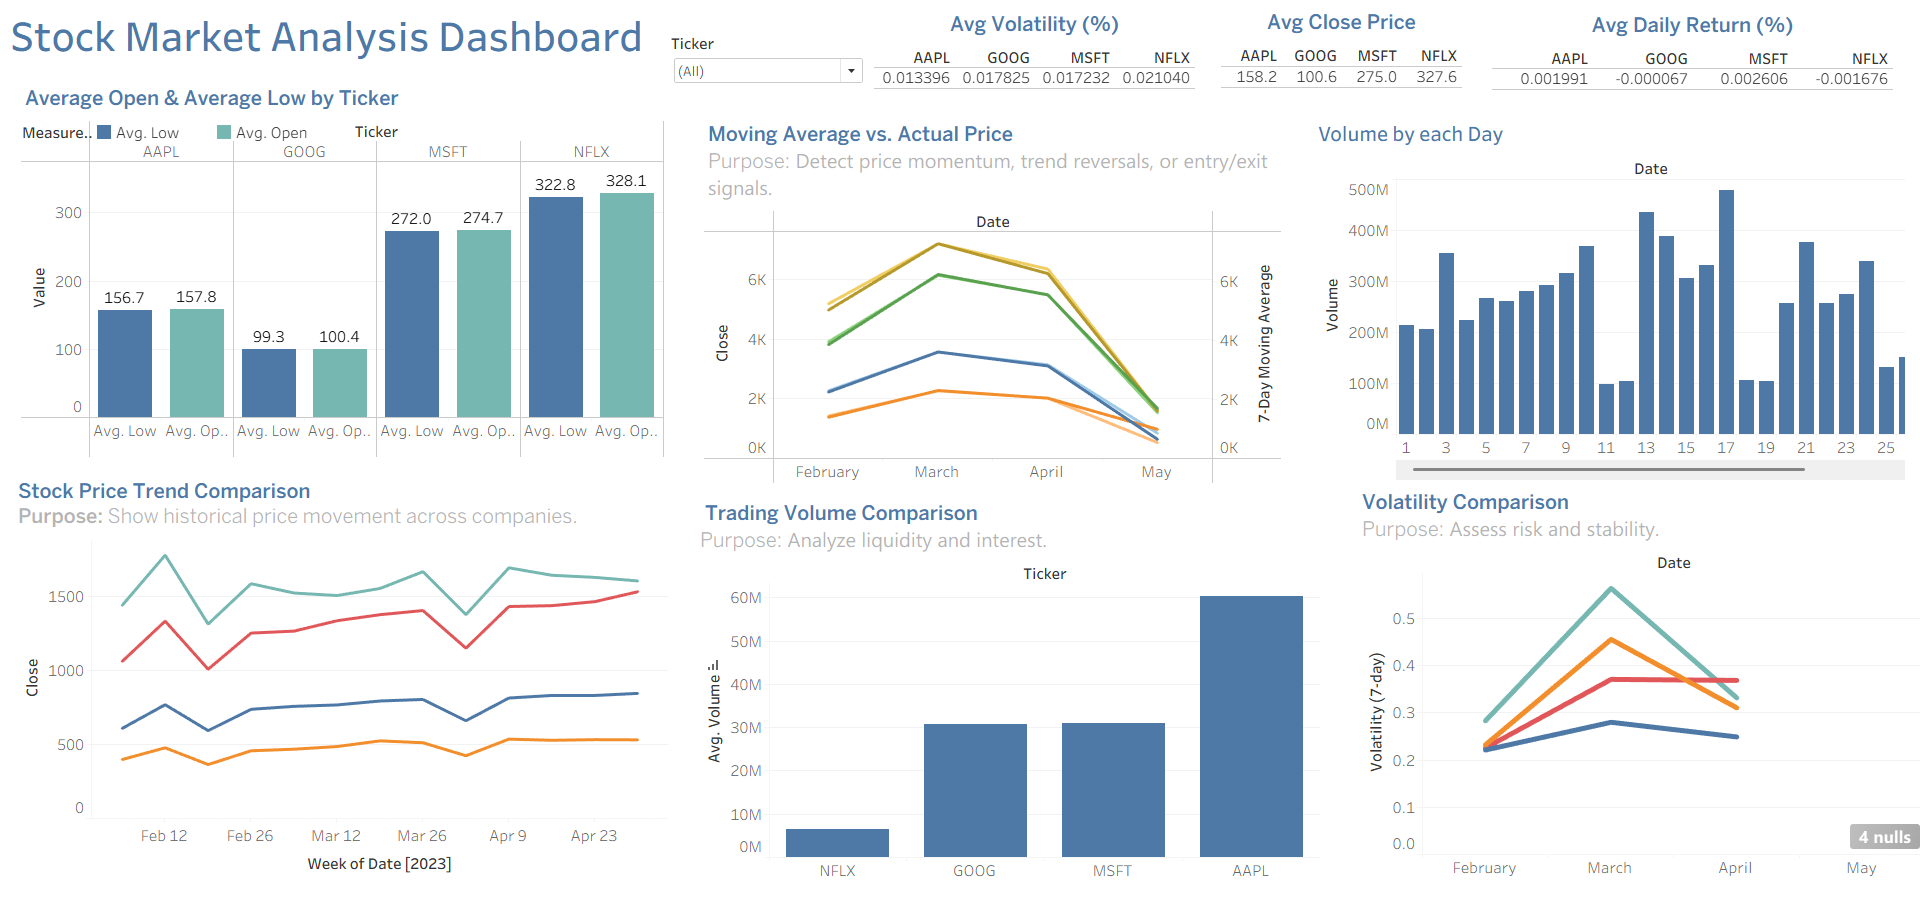 Stock Market Analysis Dashboard
Ticker
(All)
Avg Volatility (%)
AAPL GOOG MSFT NFLX
0.013396 0.017825 0.017232 0.021040
Avg Close Price
AAPL GOOG MSFT NFLX
158.2 100.6 275.0 327.6
Avg Daily Return (%)
AAPL GOOG MSFT NFLX
0.001991 -0.000067 0.002606 -0.001676
Average Open & Average Low by Ticker
Measure.. Avg. Low Avg. Open Ticker
AAPL GOOG MSFT NFLX
Value
300
200
100
0
156.7 157.8 99.3 100.4 272.0 274.7 322.8 328.1
Avg. Low Avg. Op.. Avg. Low Avg. Op.. Avg. Low Avg. Op.. Avg. Low Avg. Op..
Moving Average vs. Actual Price
Purpose: Detect price momentum, trend reversals, or entry/exit
signals.
Date
Close
6K
4K
2K
0K
6K
4K
2K
0K
7-Day Moving Average
February March April May
Volume by each Day
Date
Volume
500M
400M
300M
200M
100M
0M
1 3 5 7 9 11 13 15 17 19 21 23 25
Stock Price Trend Comparison
Purpose: Show historical price movement across companies.
Close
1500
1000
500
0
Feb 12 Feb 26 Mar 12 Mar 26 Apr 9 Apr 23
Week of Date [2023]
Trading Volume Comparison
Purpose: Analyze liquidity and interest.
Ticker
Avg. Volume
60M
50M
40M
30M
20M
10M
0M
NFLX GOOG MSFT AAPL
Volatility Comparison
Purpose: Assess risk and stability.
Date
Volatility (7-day)
0.5
0.4
0.3
0.2
0.1
0.0
4 nulls
February March April May